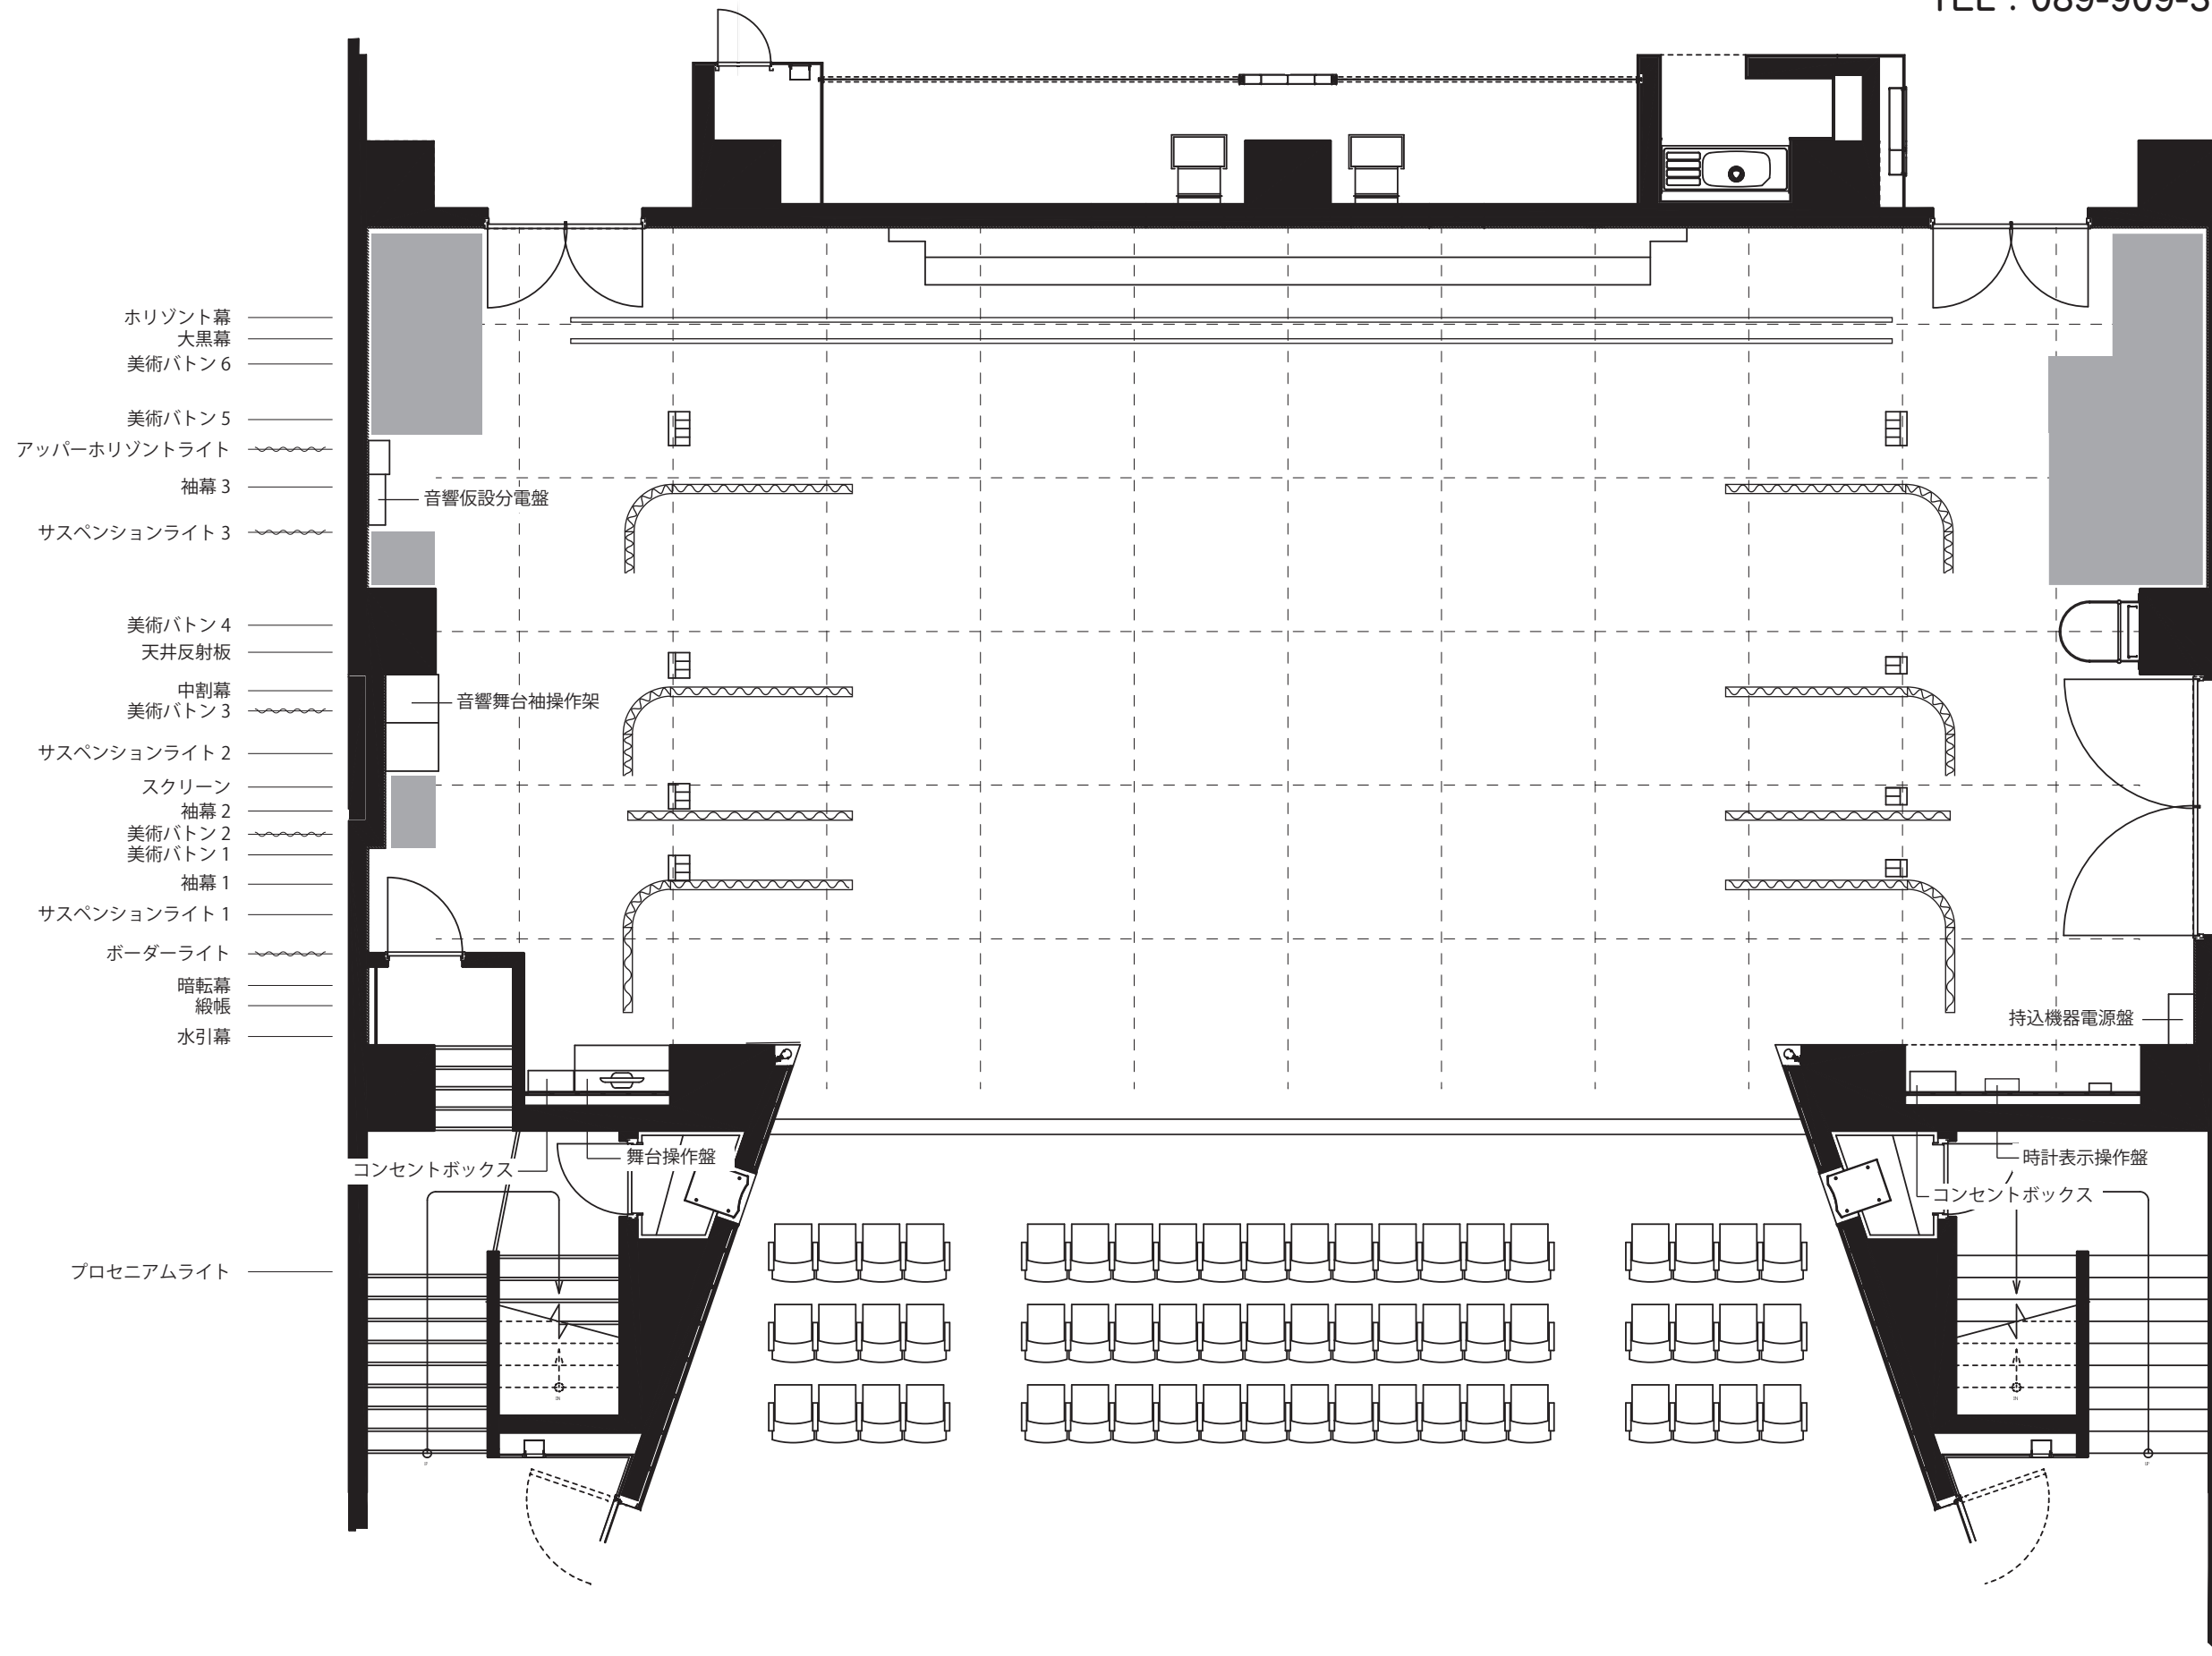 TEL : 089-909-3
ホリゾント幕
大黒幕
美術バトン 6
美術バトン 5
アッパーホリゾントライト
袖幕 3
音響仮設分電盤
サスペンションライト 3
美術バトン 4
天井反射板
中割幕
音響舞台袖操作架
美術バトン 3
サスペンションライト 2
スクリーン
袖幕 2
美術バトン 2
美術バトン 1
袖幕 1
サスペンションライト 1
ボーダーライト
暗転幕
緞帳
持込機器電源盤
水引幕
コンセントボックス
舞台操作盤
時計表示操作盤
コンセントボックス
プロセニアムライト